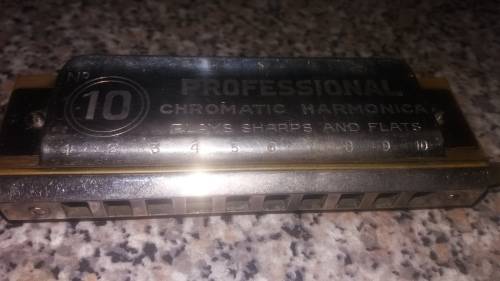 No
10
PROFESSIONAL
CHROMATIC HARMONICA
PLAYS SHARPS AND FLATS
1 2 3 4 5 6 7 8 9 10